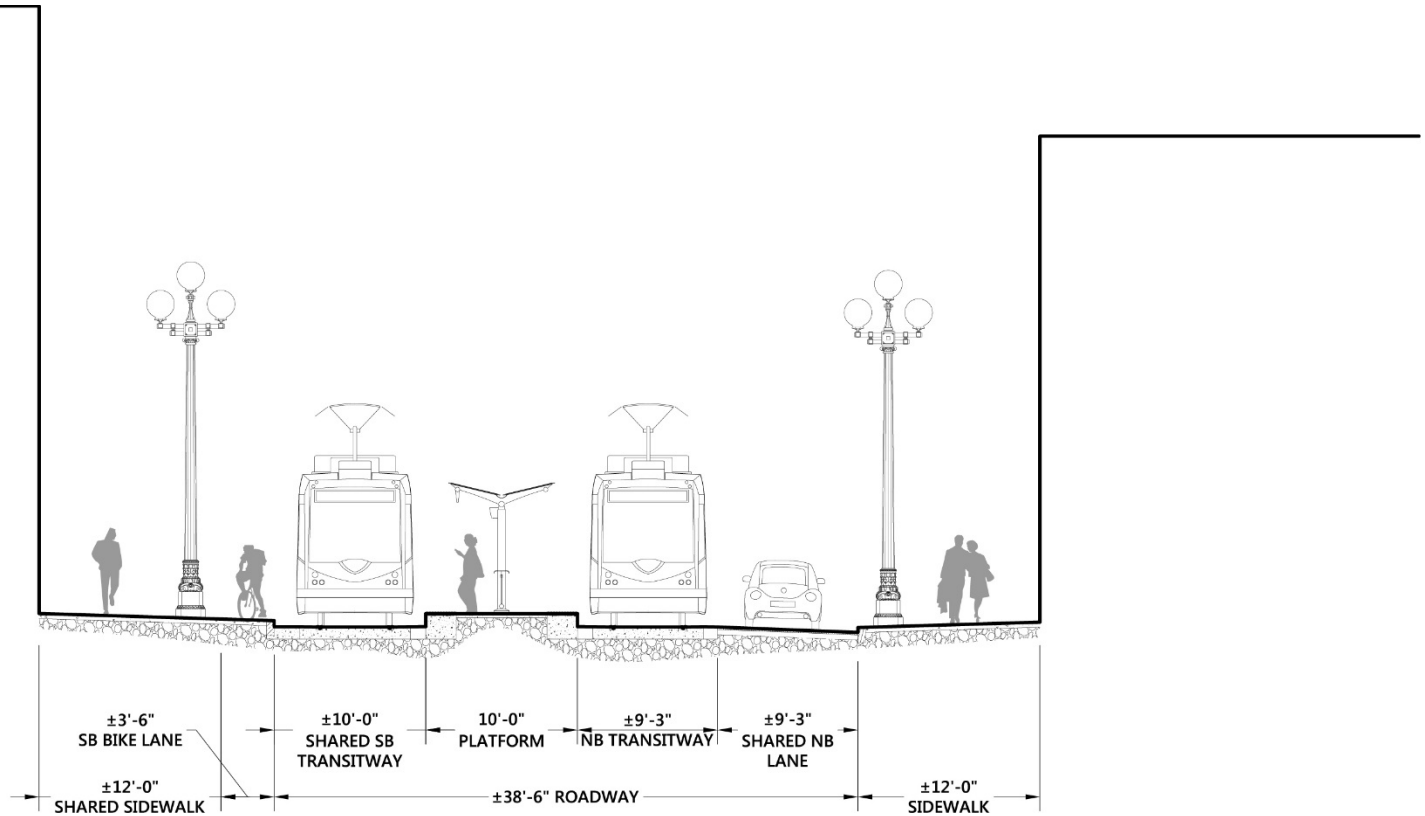 ±3'-6"
SB BIKE LANE
±10'-0"
SHARED SB
TRANSITWAY
10'-0"
PLATFORM
±9'-3"
NB TRANSITWAY
±9'-3"
SHARED NB
LANE
±12'-0"
SHARED SIDEWALK
±38'-6" ROADWAY
±12'-0"
SIDEWALK